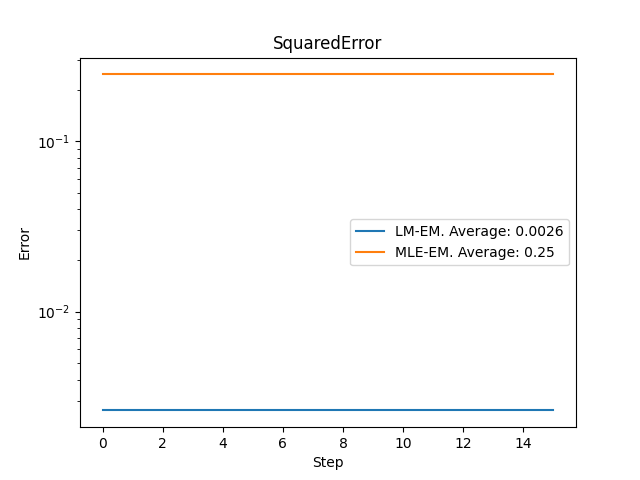 SquaredError
Error
10⁻¹
10⁻²
LM-EM. Average: 0.0026
MLE-EM. Average: 0.25
0 2 4 6 8 10 12 14
Step